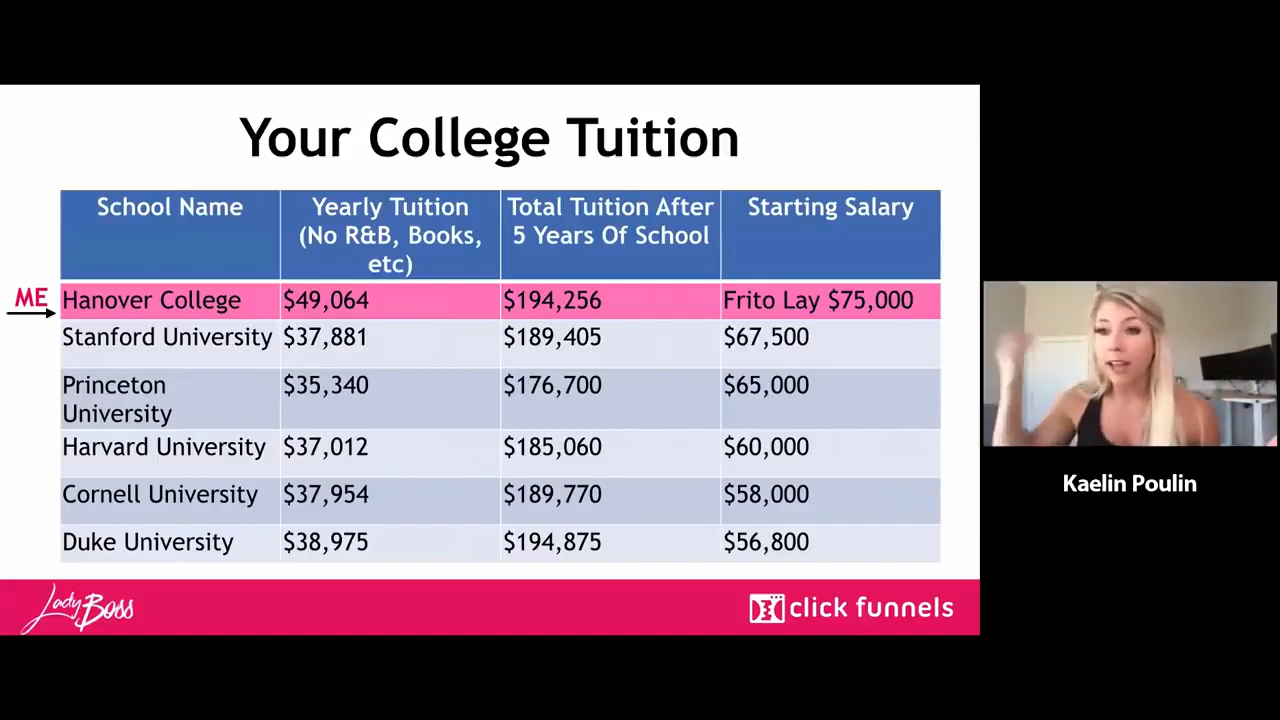 Your College Tuition
School Name
Yearly Tuition
(No R&B, Books,
etc)
Total Tuition After
5 Years Of School
Starting Salary
ME
Hanover College $49,064 $194,256 Frito Lay $75,000
Stanford University $37,881 $189,405 $67,500
Princeton
University
$35,340 $176,700 $65,000
Harvard University $37,012 $185,060 $60,000
Cornell University $37,954 $189,770 $58,000
Duke University $38,975 $194,875 $56,800
Lady Boss
click funnels
Kaelin Poulin